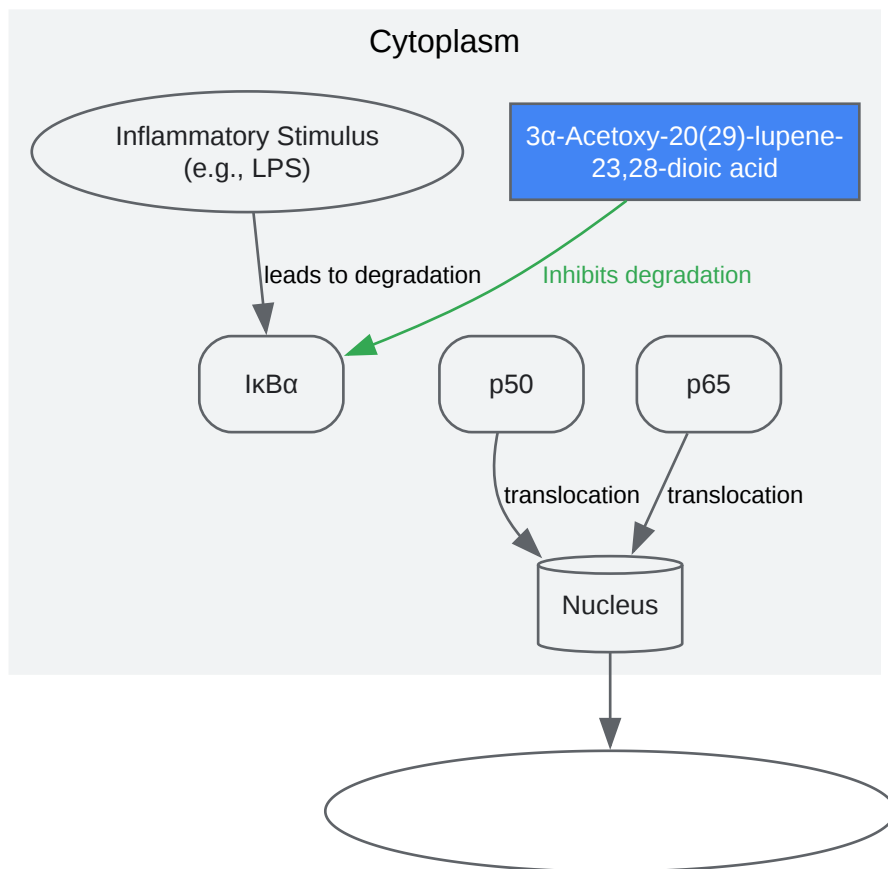 Cytoplasm
Inflammatory Stimulus
(e.g., LPS)
3α-Acetoxy-20(29)-lupene-
23,28-dioic acid
leads to degradation
Inhibits degradation
IκBα
p50
p65
translocation
translocation
Nucleus